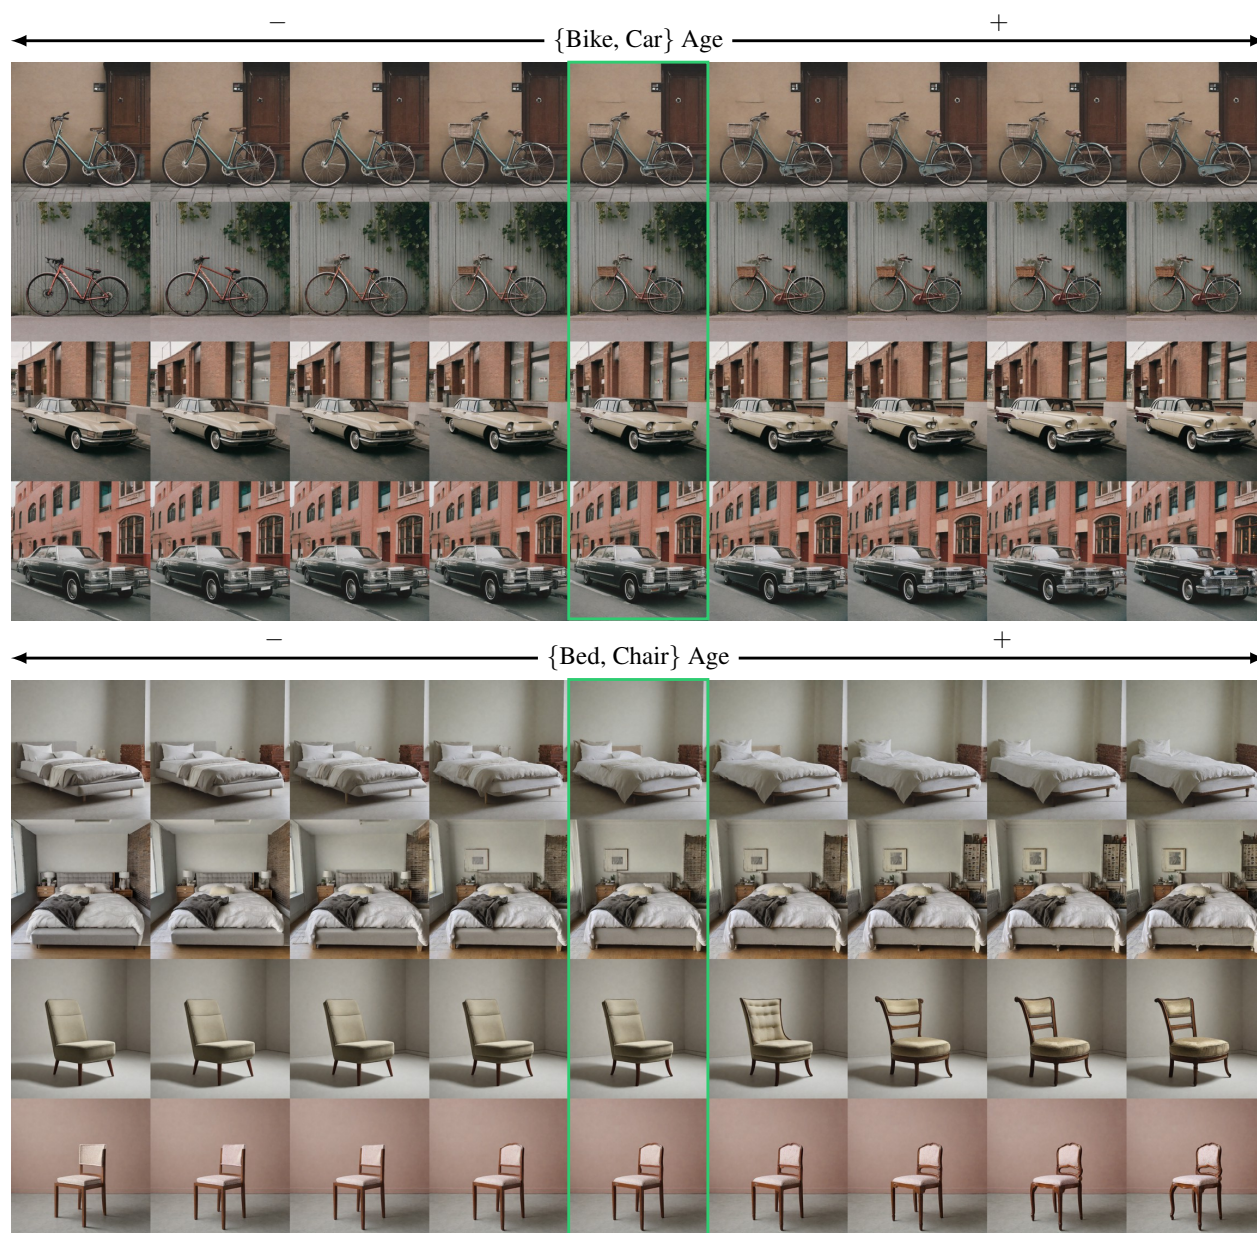 − +
{Bike, Car} Age
− +
{Bed, Chair} Age